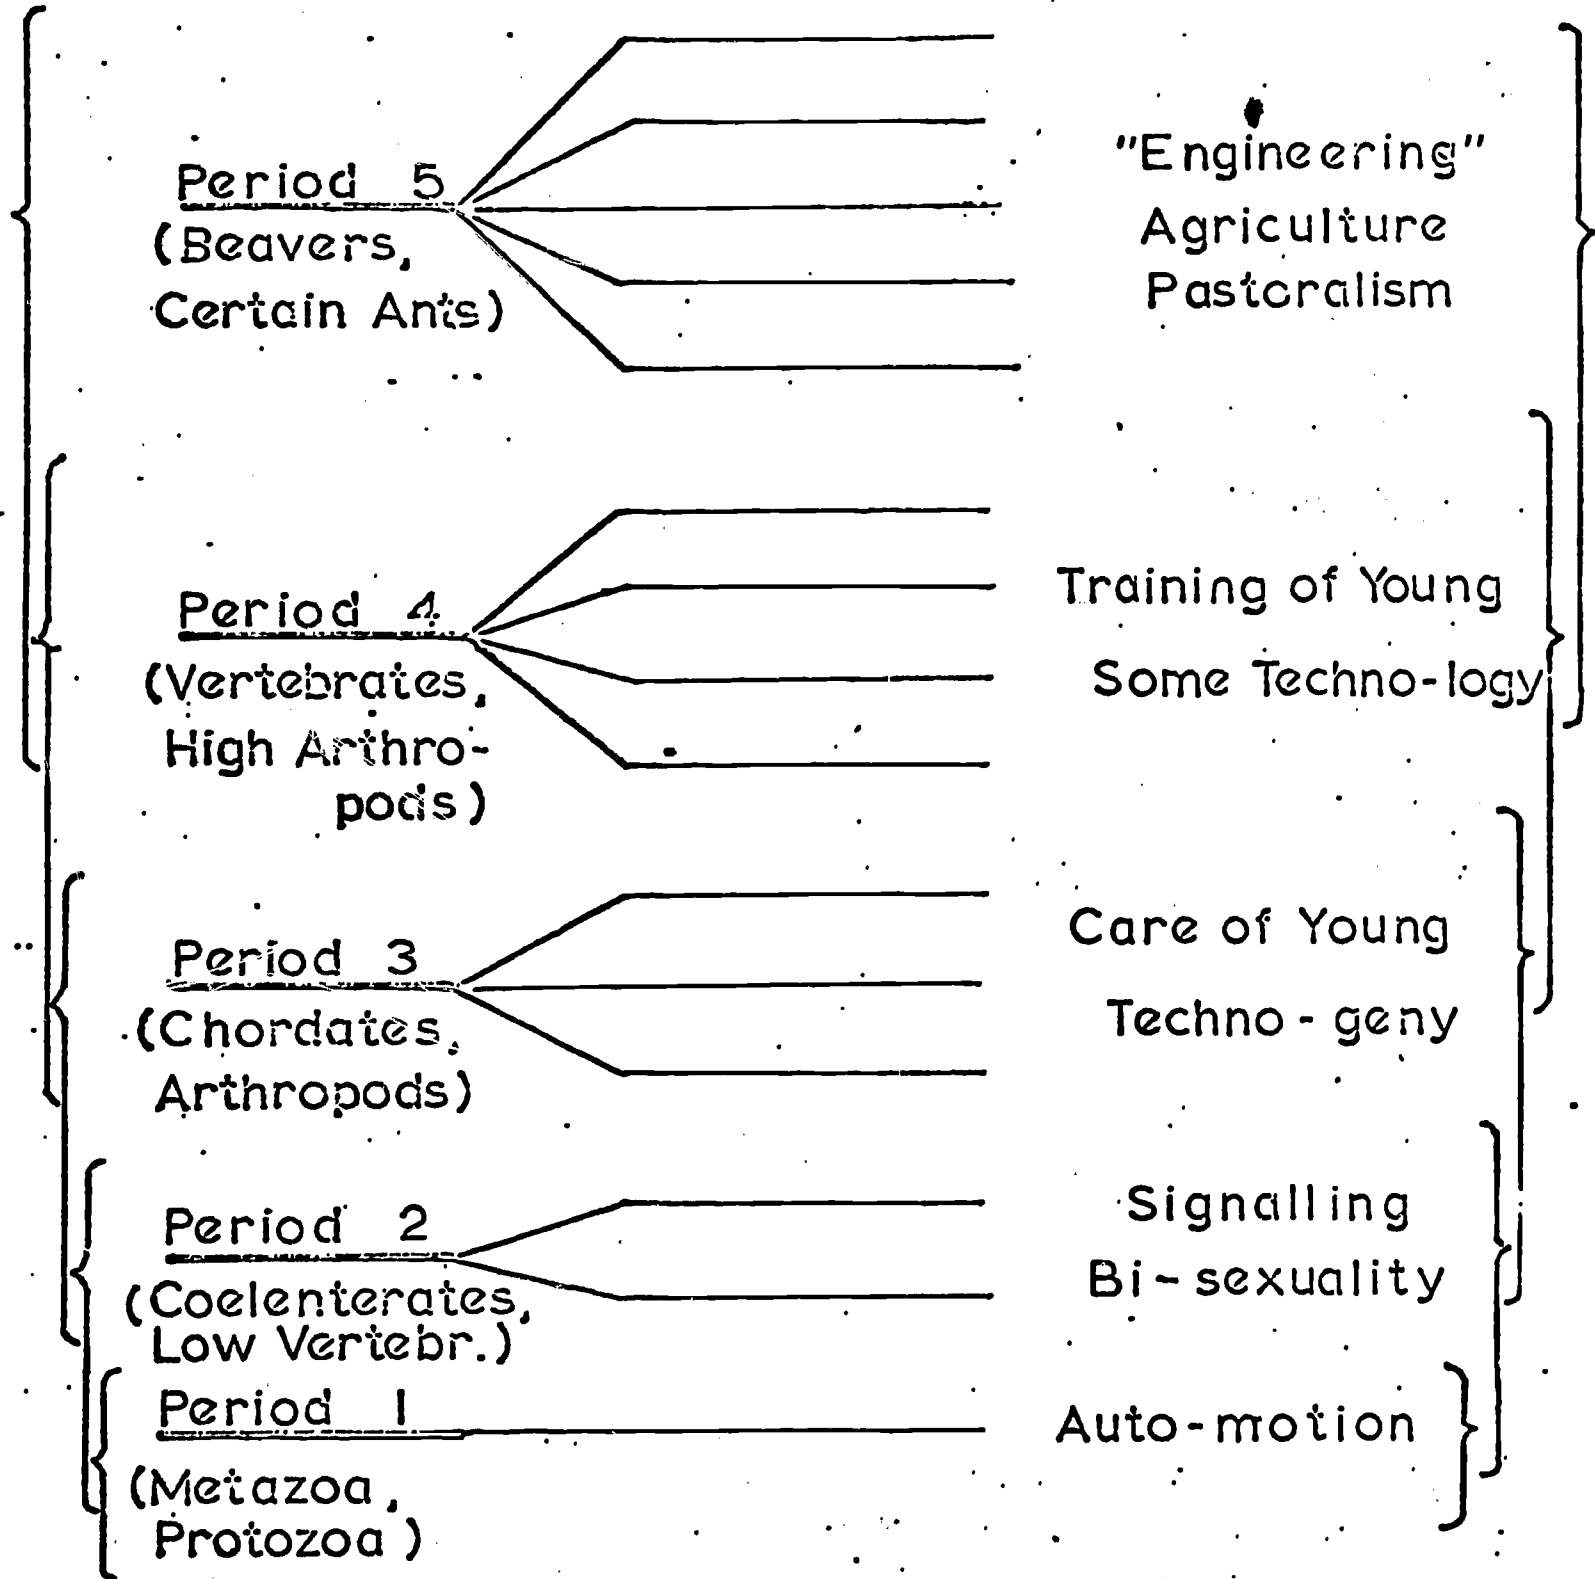 Period 5
(Beavers,
Certain Ants)
"Engineering"
Agriculture
Pastoralism
Period 4
(Vertebrates,
High Arthro-
pods)
Training of Young
Some Techno-logy
Period 3
(Chordates,
Arthropods)
Care of Young
Techno-geny
Period 2
(Coelenterates,
Low Vertebr.)
Signalling
Bi-sexuality
Period 1
(Metazoa,
Protozoa)
Auto-motion